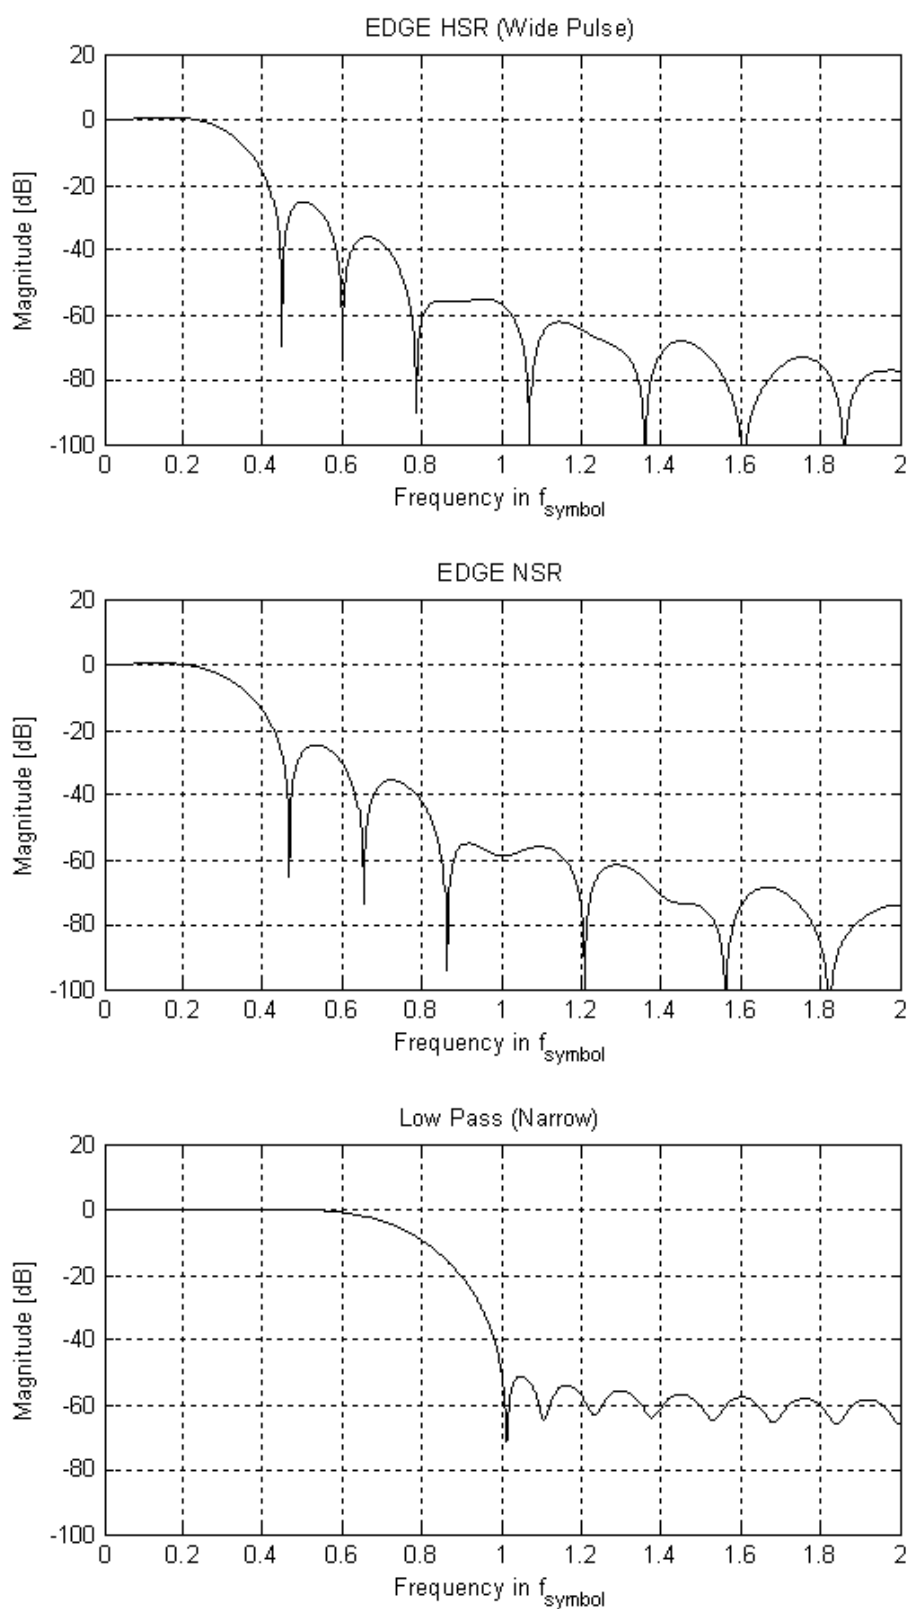 EDGE HSR (Wide Pulse)
20
0
-20
-40
-60
-80
-100
Magnitude [dB]
0 0.2 0.4 0.6 0.8 1 1.2 1.4 1.6 1.8 2
Frequency in f_symbol
EDGE NSR
20
0
-20
-40
-60
-80
-100
Magnitude [dB]
0 0.2 0.4 0.6 0.8 1 1.2 1.4 1.6 1.8 2
Frequency in f_symbol
Low Pass (Narrow)
20
0
-20
-40
-60
-80
-100
Magnitude [dB]
0 0.2 0.4 0.6 0.8 1 1.2 1.4 1.6 1.8 2
Frequency in f_symbol